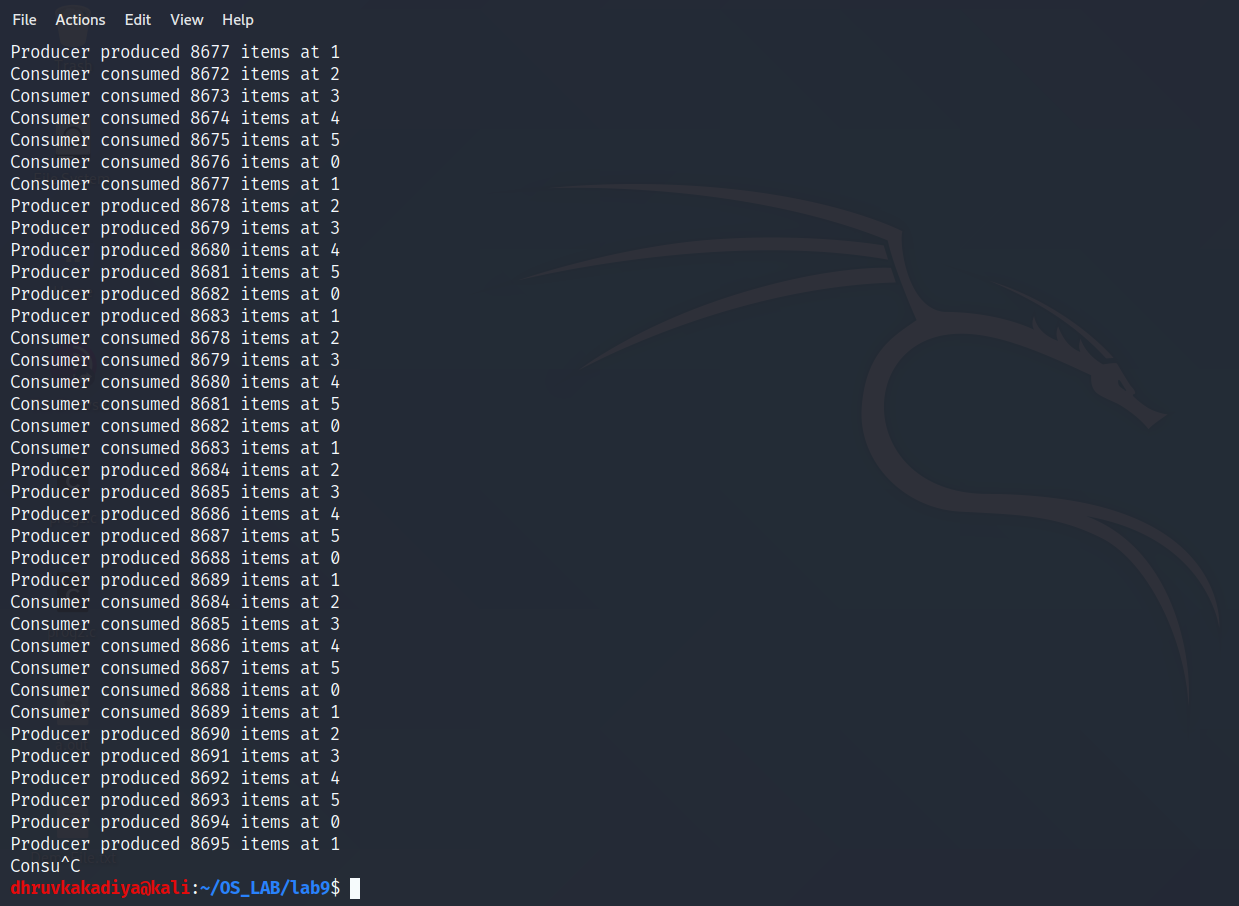 File Actions Edit View Help
Producer produced 8677 items at 1
Consumer consumed 8672 items at 2
Consumer consumed 8673 items at 3
Consumer consumed 8674 items at 4
Consumer consumed 8675 items at 5
Consumer consumed 8676 items at 0
Consumer consumed 8677 items at 1
Producer produced 8678 items at 2
Producer produced 8679 items at 3
Producer produced 8680 items at 4
Producer produced 8681 items at 5
Producer produced 8682 items at 0
Producer produced 8683 items at 1
Consumer consumed 8678 items at 2
Consumer consumed 8679 items at 3
Consumer consumed 8680 items at 4
Consumer consumed 8681 items at 5
Consumer consumed 8682 items at 0
Consumer consumed 8683 items at 1
Producer produced 8684 items at 2
Producer produced 8685 items at 3
Producer produced 8686 items at 4
Producer produced 8687 items at 5
Producer produced 8688 items at 0
Producer produced 8689 items at 1
Consumer consumed 8684 items at 2
Consumer consumed 8685 items at 3
Consumer consumed 8686 items at 4
Consumer consumed 8687 items at 5
Consumer consumed 8688 items at 0
Consumer consumed 8689 items at 1
Producer produced 8690 items at 2
Producer produced 8691 items at 3
Producer produced 8692 items at 4
Producer produced 8693 items at 5
Producer produced 8694 items at 0
Producer produced 8695 items at 1
Consu^C
dhruvkakadiya@kali:~/OS_LAB/lab9$